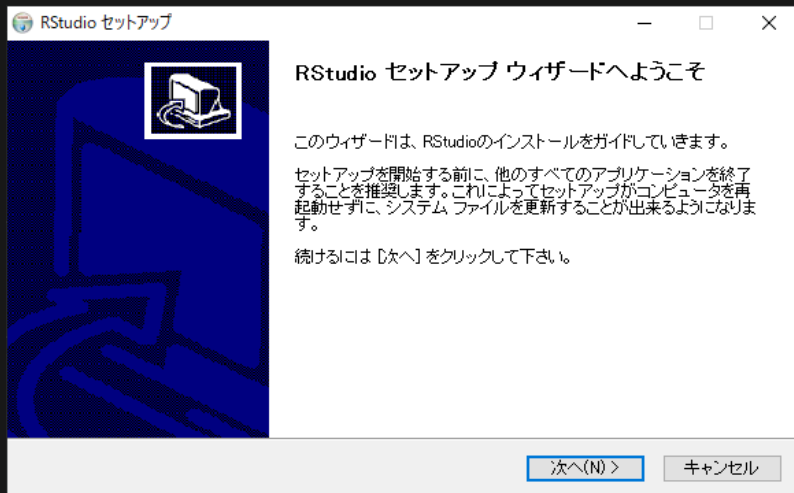 RStudio セットアップ
RStudio セットアップ ウィザードへようこそ
このウィザードは、RStudioのインストールをガイドしていきます。
セットアップを開始する前に、他のすべてのアプリケーションを終了
することを推奨します。これによってセットアップがコンピュータを再
起動せずに、システム ファイルを更新することが出来るようになりま
す。
続けるには [次へ] をクリックして下さい。
次へ(N) >
キャンセル